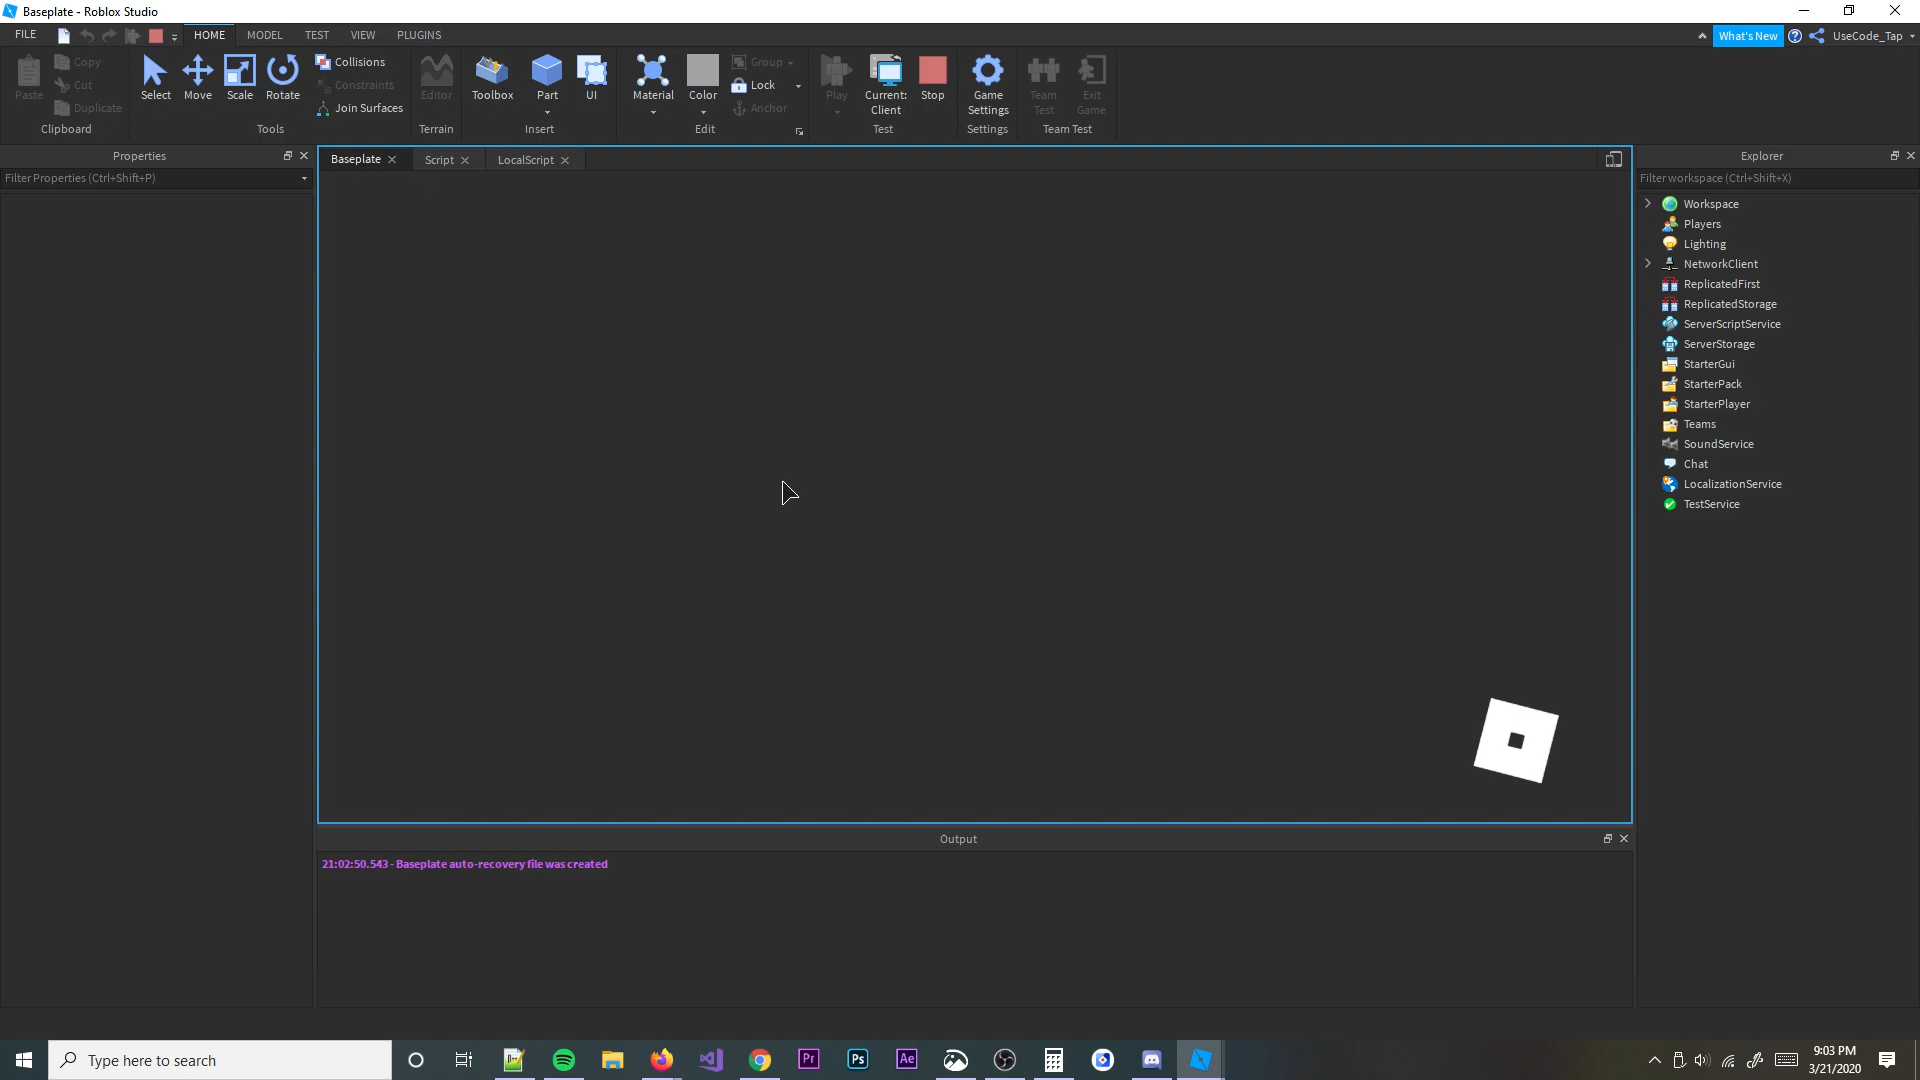 Baseplate - Roblox Studio
FILE
HOME
MODEL
TEST
VIEW
PLUGINS
What's New
UseCode_Tap
Paste
Copy
Cut
Duplicate
Clipboard
Select
Move
Scale
Rotate
Collisions
Constraints
Join Surfaces
Tools
Editor
Terrain
Toolbox
Part
UI
Insert
Material
Color
Group
Lock
Anchor
Edit
Play
Current:
Client
Stop
Test
Game
Settings
Settings
Team
Test
Exit
Game
Team Test
Properties
Filter Properties (Ctrl+Shift+P)
Baseplate
Script
LocalScript
Explorer
Filter workspace (Ctrl+Shift+X)
Workspace
Players
Lighting
NetworkClient
ReplicatedFirst
ReplicatedStorage
ServerScriptService
ServerStorage
StarterGui
StarterPack
StarterPlayer
Teams
SoundService
Chat
LocalizationService
TestService
Output
21:02:50.543 - Baseplate auto-recovery file was created
Type here to search
Pr
Ps
Ae
9:03 PM
3/21/2020